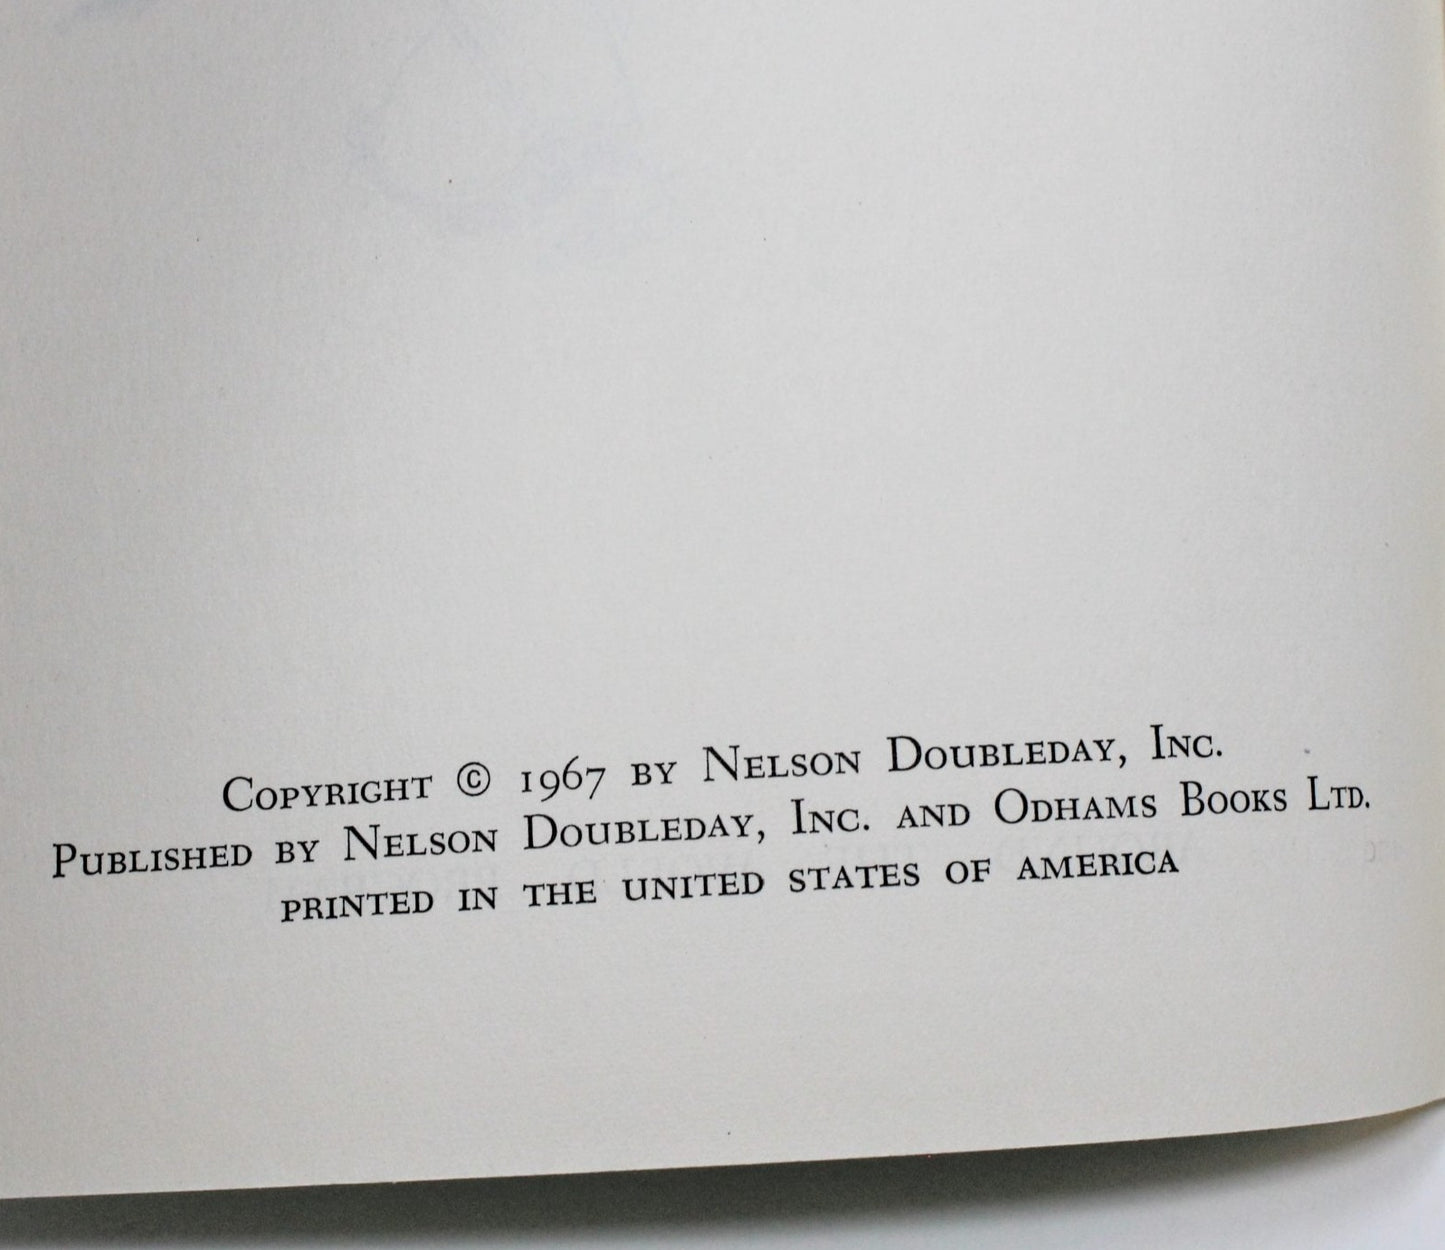 Copyright © 1967 by Nelson Doubleday, Inc.
Published by Nelson Doubleday, Inc. and Odhams Books Ltd.
printed in the united states of america